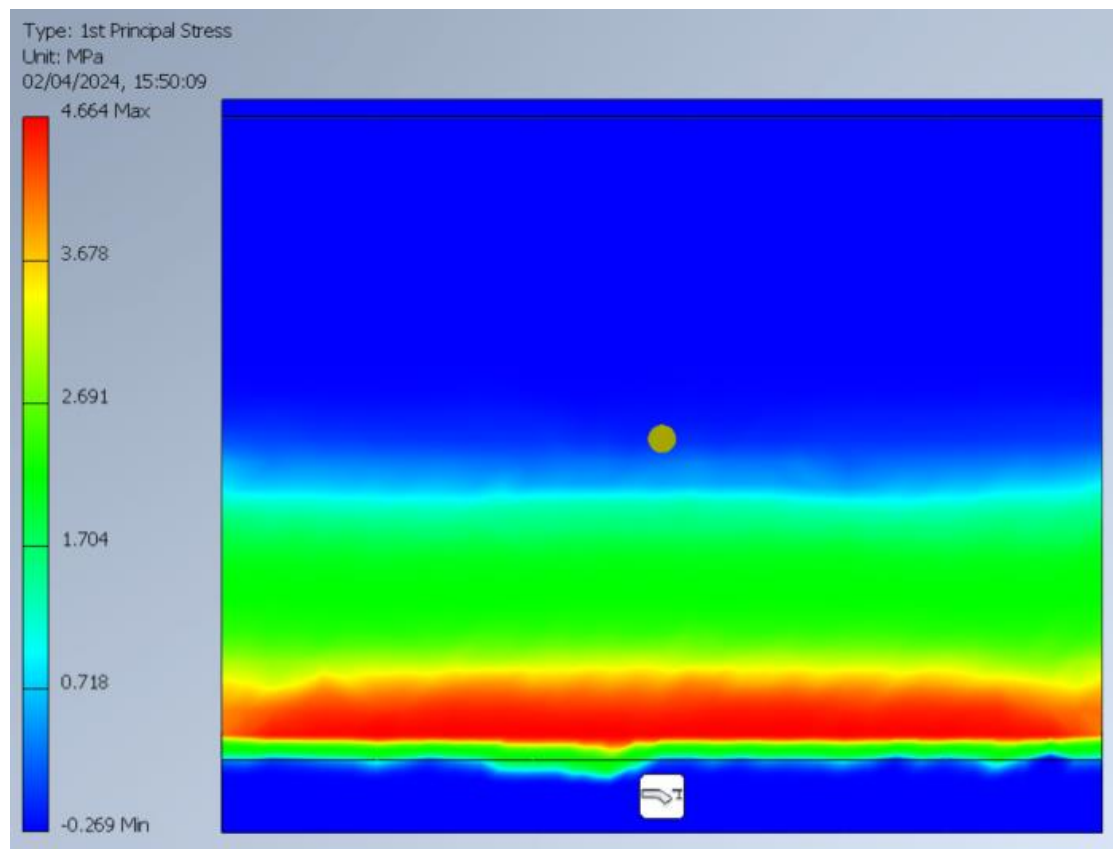 Type: 1st Principal Stress
Unit: MPa
02/04/2024, 15:50:09
4.664 Max
3.678
2.691
1.704
0.718
-0.269 Min